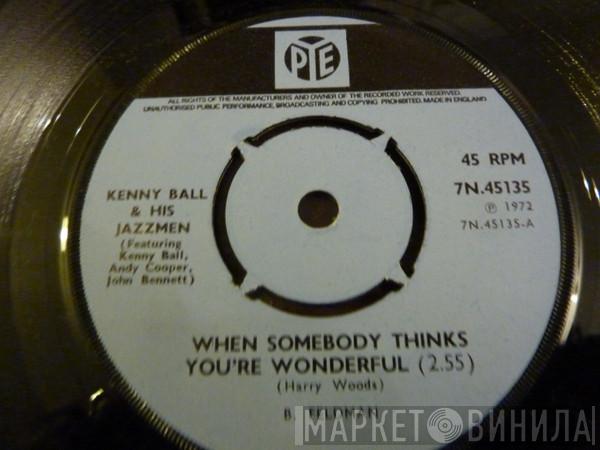 PYE
ALL RIGHTS OF THE MANUFACTURERS AND OWNER OF THE RECORDED WORK RESERVED.
UNAUTHORISED PUBLIC PERFORMANCE, BROADCASTING AND COPYING PROHIBITED. MADE IN ENGLAND
KENNY BALL
& HIS
JAZZMEN
(Featuring
Kenny Ball,
Andy Cooper,
John Bennett)
45 RPM
7N.45135
℗ 1972
7N.45135-A
WHEN SOMEBODY THINKS
YOU'RE WONDERFUL (2.55)
(Harry Woods)
B. FELDMAN
МАРКЕТ ВИНИЛА